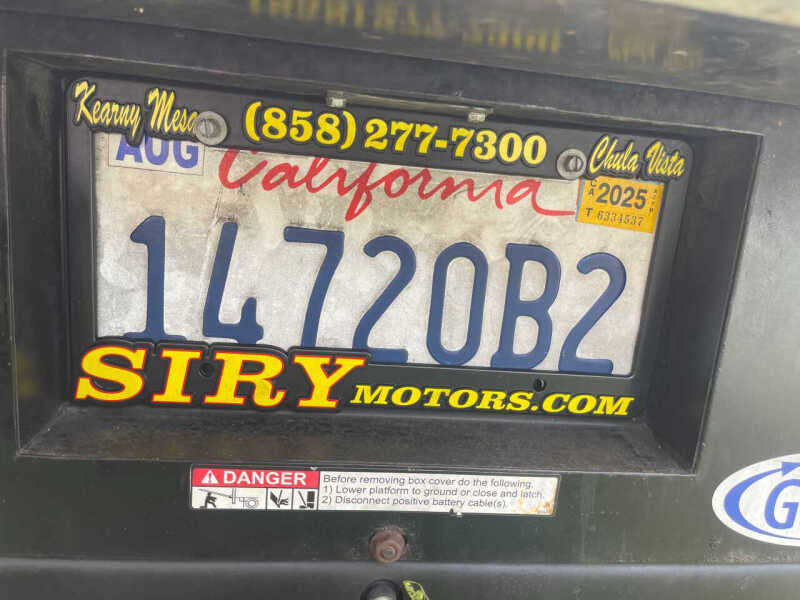 Kearny Mesa
(858) 277-7300
Chula Vista
AUG
California
CA 2025
T 6334537
14720B2
SIRY MOTORS.COM
DANGER
Before removing box cover do the following.
1) Lower platform to ground or close and latch.
2) Disconnect positive battery cable(s).
G